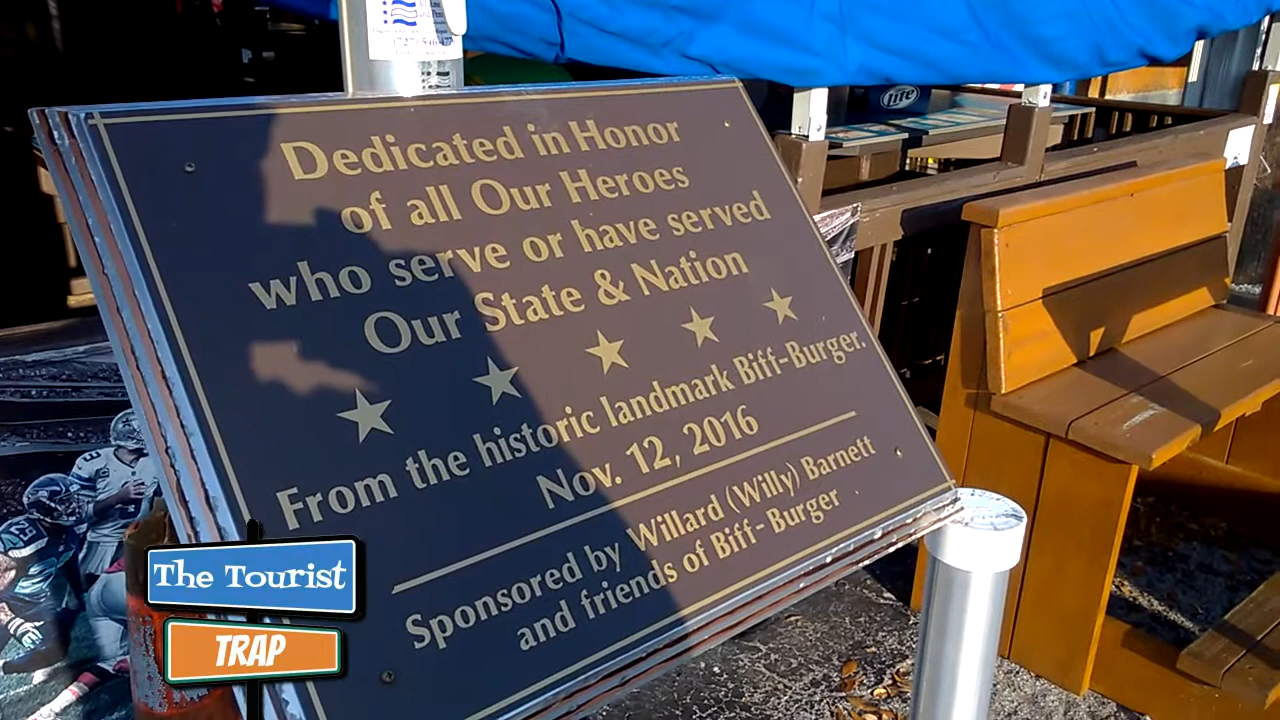 Dedicated in Honor
of all Our Heroes
who serve or have served
Our State & Nation
From the historic landmark Biff-Burger.
Nov. 12, 2016
Sponsored by Willard (Willy) Barnett
and friends of Biff-Burger
Lite
The Tourist
TRAP